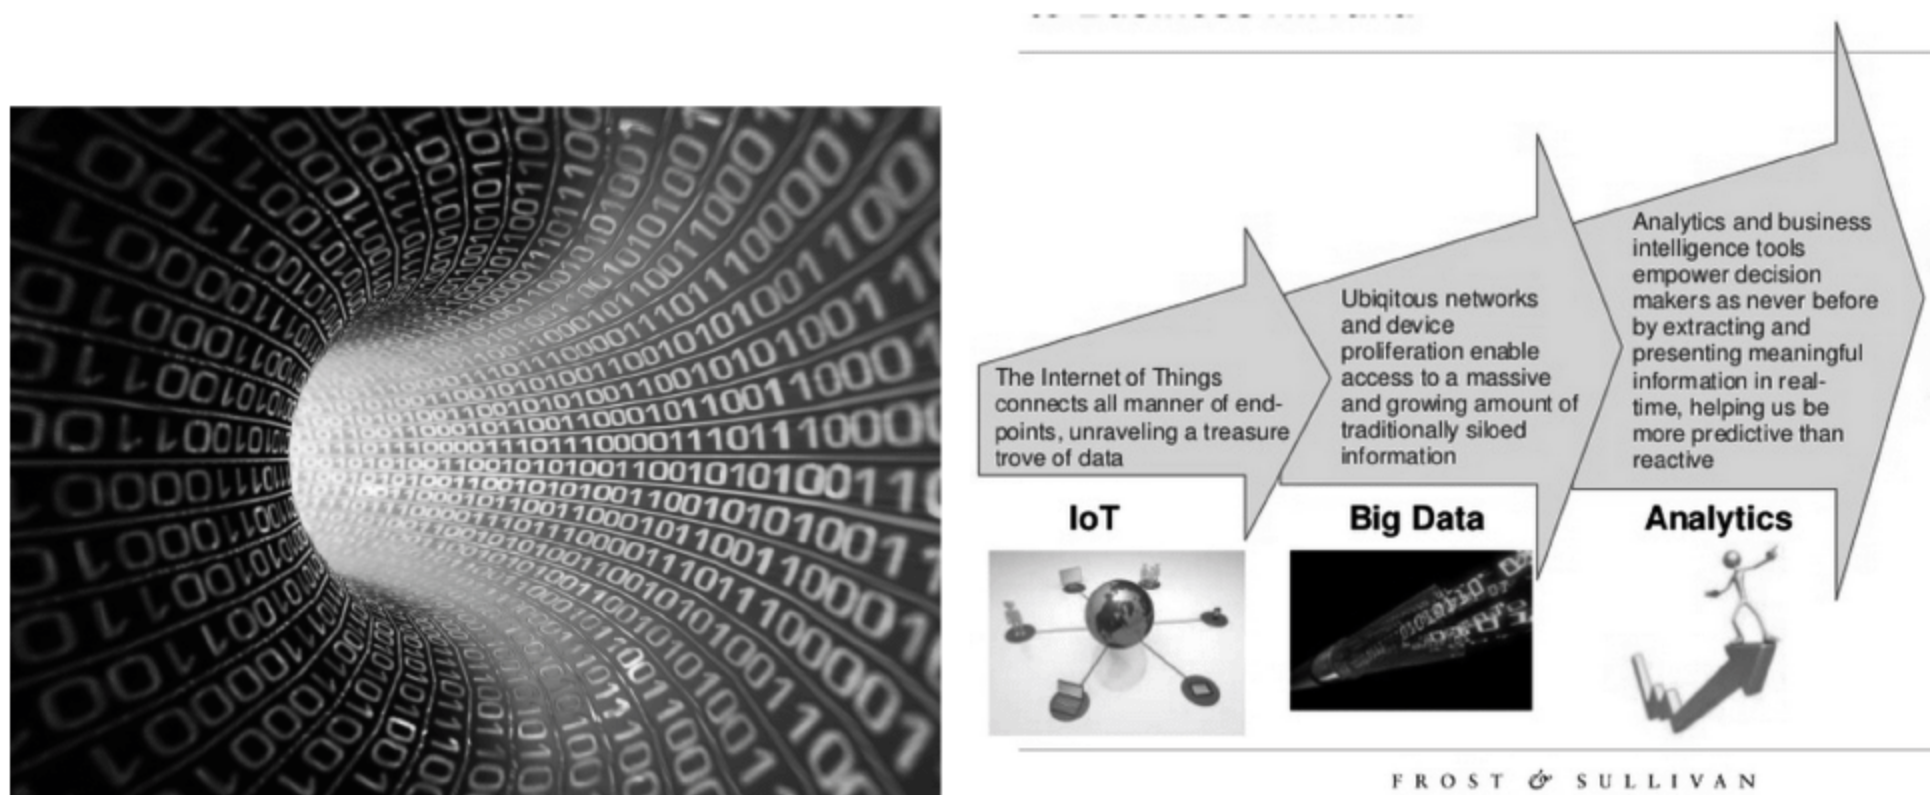 The Internet of Things
connects all manner of end-
points, unraveling a treasure
trove of data
IoT
Ubiqitous networks
and device
proliferation enable
access to a massive
and growing amount of
traditionally siloed
information
Big Data
Analytics and business
intelligence tools
empower decision
makers as never before
by extracting and
presenting meaningful
information in real-
time, helping us be
more predictive than
reactive
Analytics
FROST & SULLIVAN